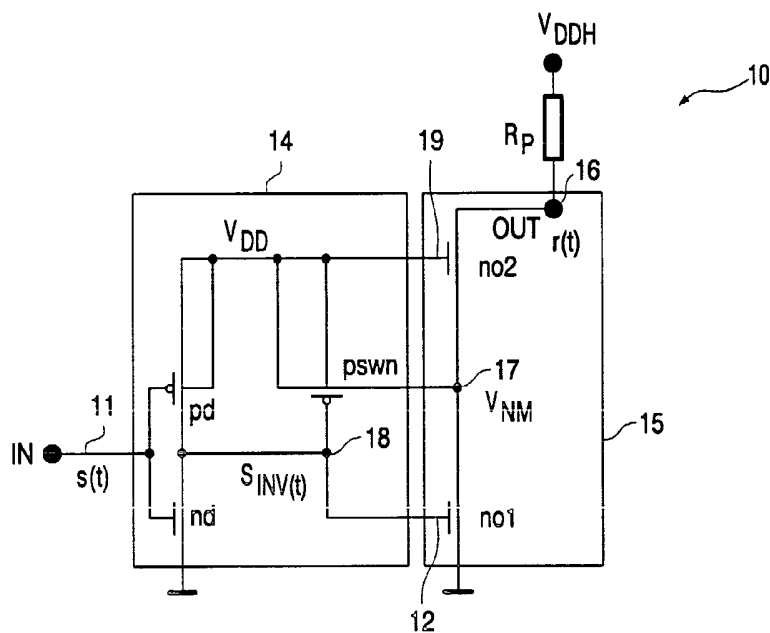 V_DDH
10
R_P
14
19
16
V_DD
OUT
r(t)
no2
pswn
17
V_NM
11
pd
15
IN
s(t)
18
S_INV(t)
nd
no1
12